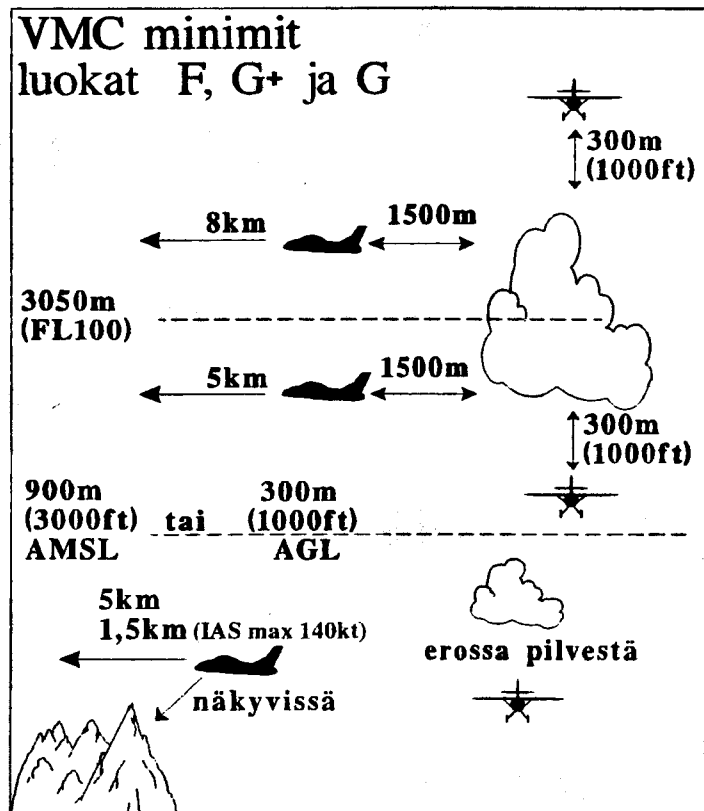 VMC minimit
luokat F, G+ ja G
300m
(1000ft)
8km
1500m
3050m
(FL100)
5km
1500m
300m
(1000ft)
900m
(3000ft) tai
AMSL
300m
(1000ft)
AGL
5km
1,5km (IAS max 140kt)
erossa pilvestä
näkyvissä